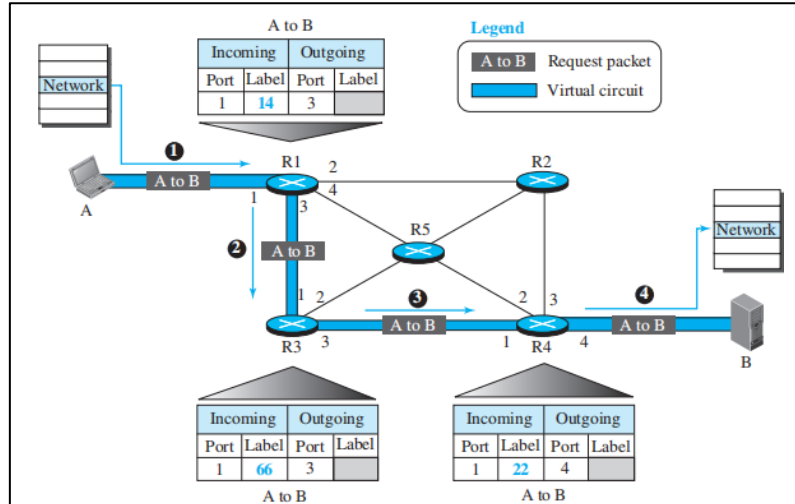 A to B
Incoming Outgoing
Port Label Port Label
1 14 3
Legend
A to B Request packet
Virtual circuit
Network
1
A to B
A
1
R1
2
4
3
R2
2
A to B
R5
Network
1
2
3
A to B
2
3
4
A to B
R3
3
1
R4
4
B
Incoming Outgoing
Port Label Port Label
1 66 3
A to B
Incoming Outgoing
Port Label Port Label
1 22 4
A to B